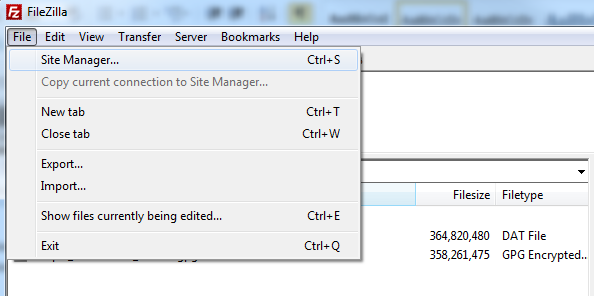 FileZilla
File Edit View Transfer Server Bookmarks Help
Site Manager... Ctrl+S
Copy current connection to Site Manager...
New tab Ctrl+T
Close tab Ctrl+W
Export...
Import...
Show files currently being edited... Ctrl+E
Exit Ctrl+Q
Filesize Filetype
364,820,480 DAT File
358,261,475 GPG Encrypted...